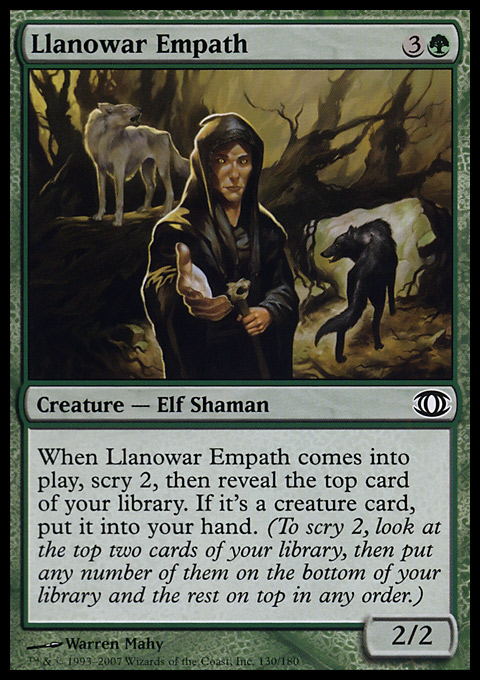 Llanowar Empath 3
Creature — Elf Shaman
When Llanowar Empath comes into
play, scry 2, then reveal the top card
of your library. If it's a creature card,
put it into your hand. (To scry 2, look at
the top two cards of your library, then put
any number of them on the bottom of your
library and the rest on top in any order.)
Warren Mahy
2/2
™ & © 1993–2007 Wizards of the Coast, Inc. 130/180